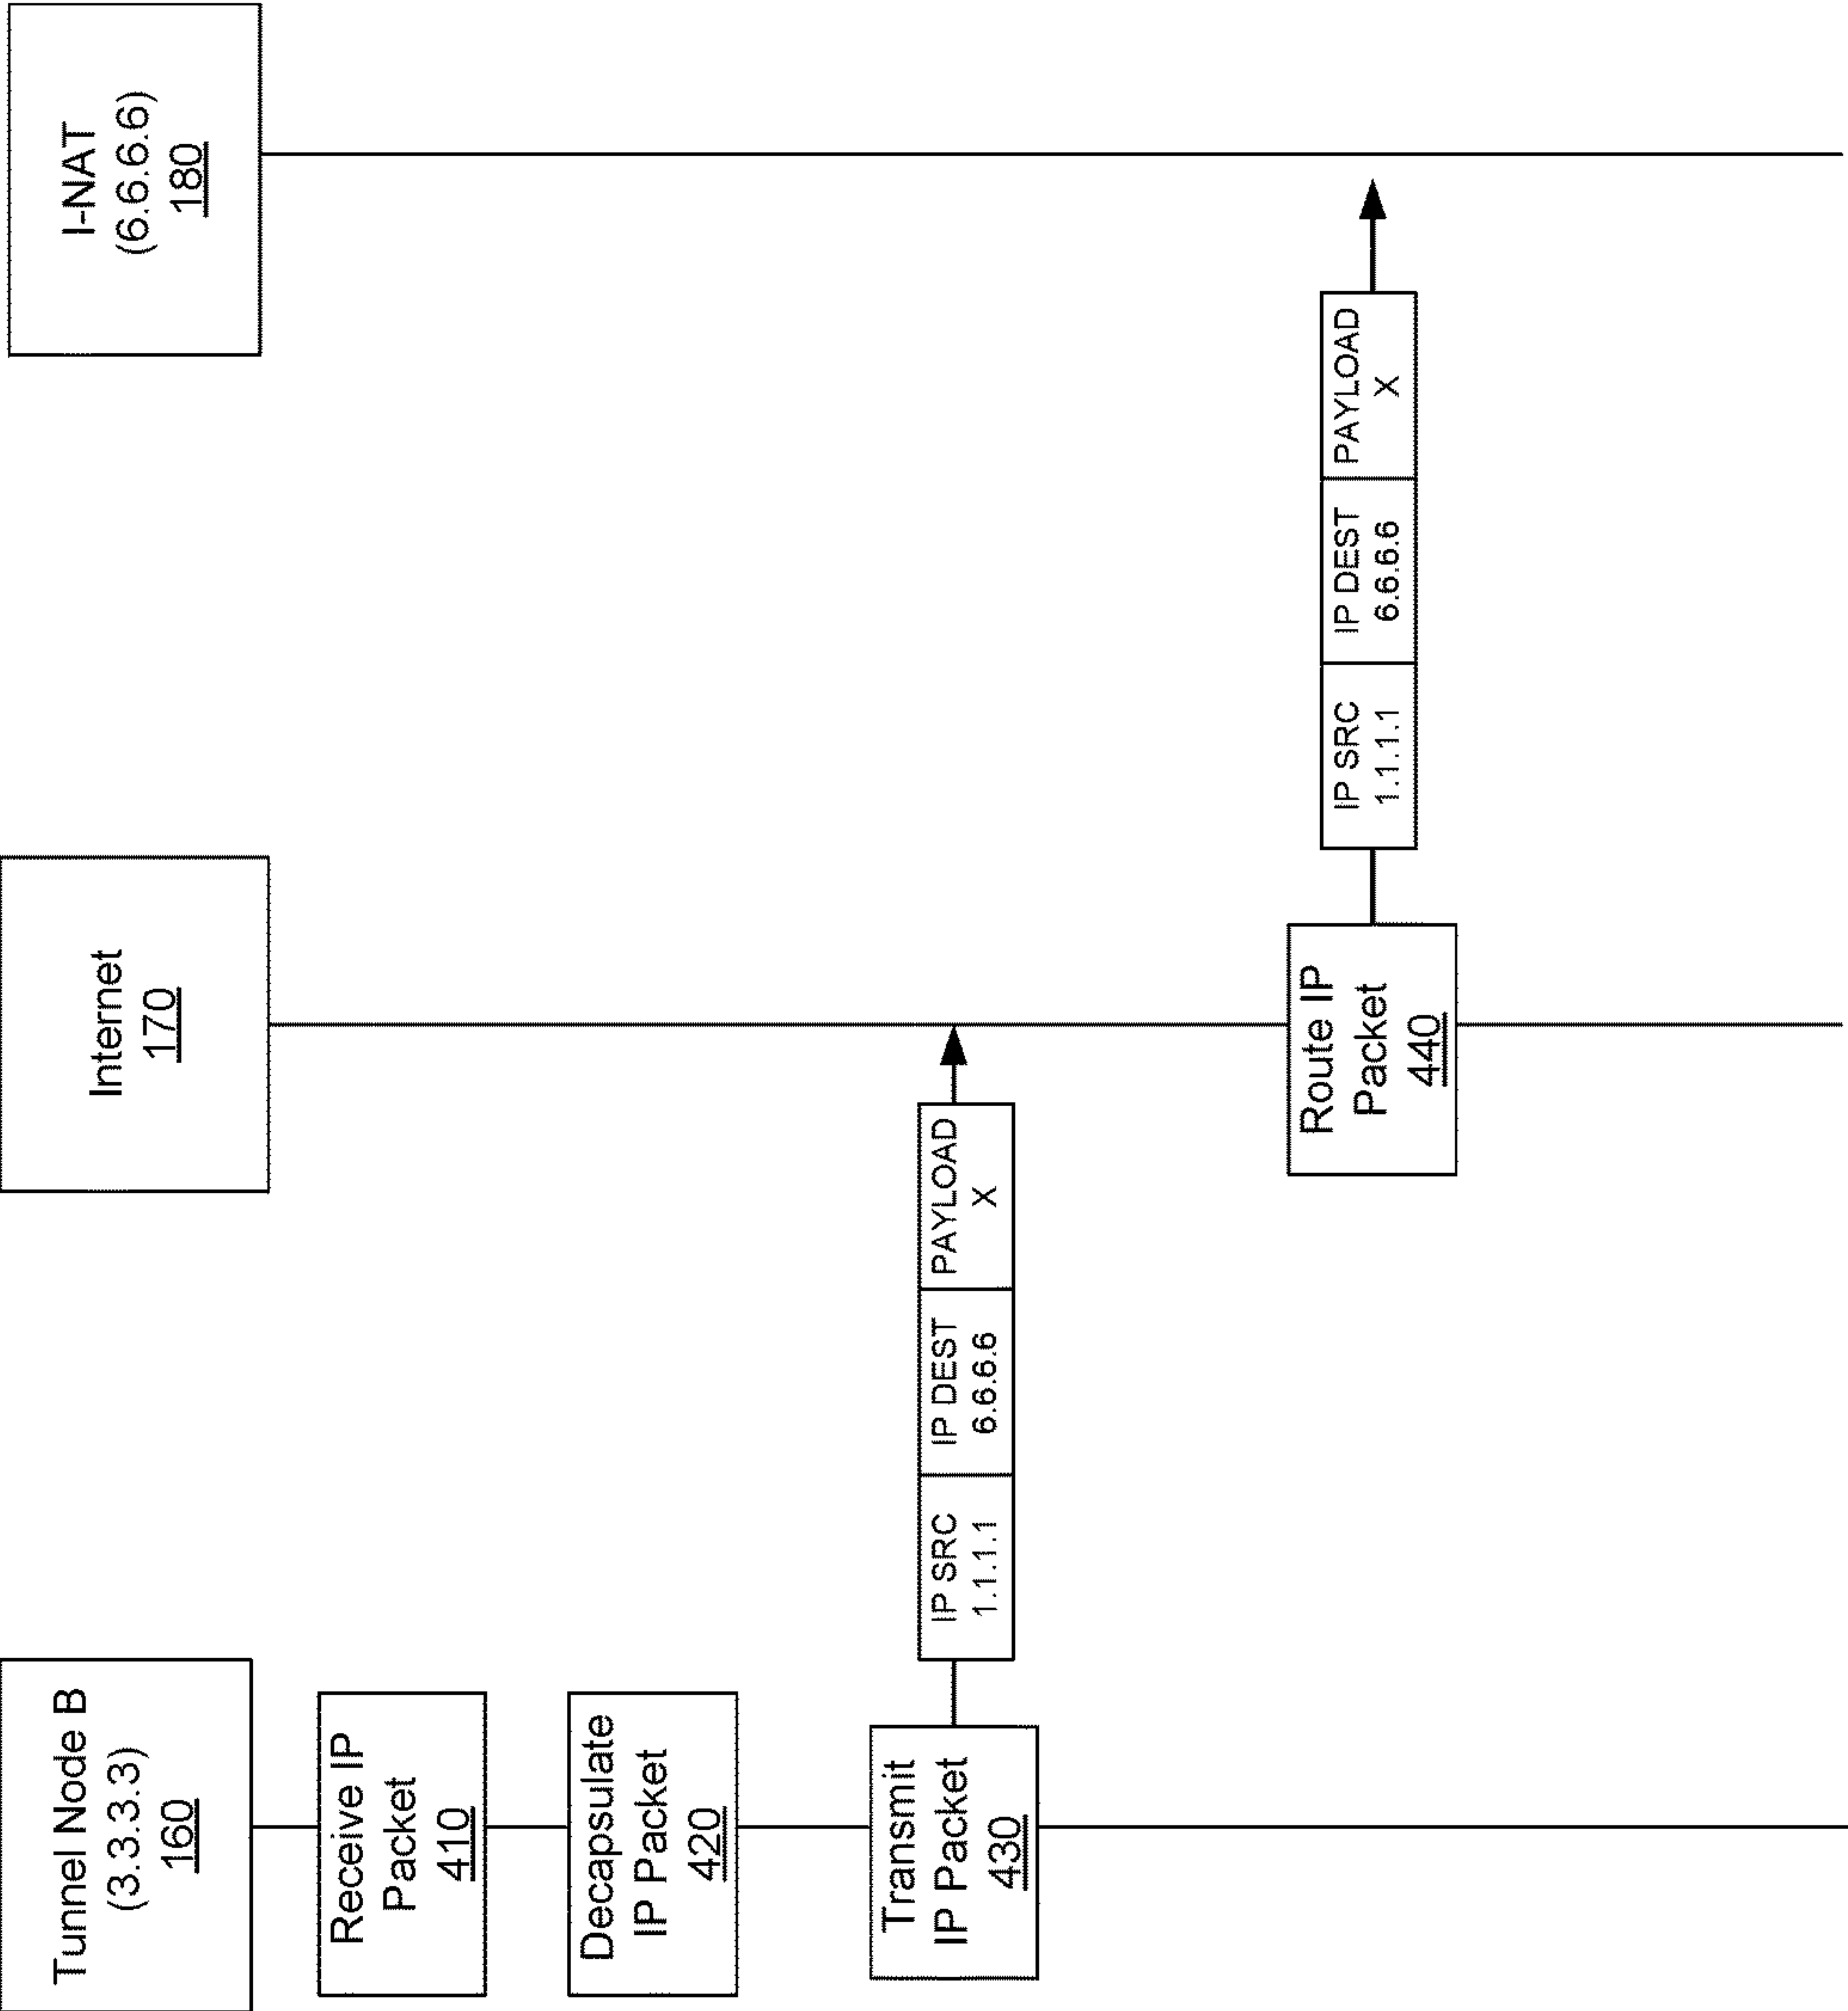 Tunnel Node B
(3.3.3.3)
160
Internet
170
I-NAT
(6.6.6.6)
180
Receive IP
Packet
410
Decapsulate
IP Packet
420
Transmit
IP Packet
430
IP SRC
1.1.1.1
IP DEST
6.6.6.6
PAYLOAD
X
Route IP
Packet
440
IP SRC
1.1.1.1
IP DEST
6.6.6.6
PAYLOAD
X